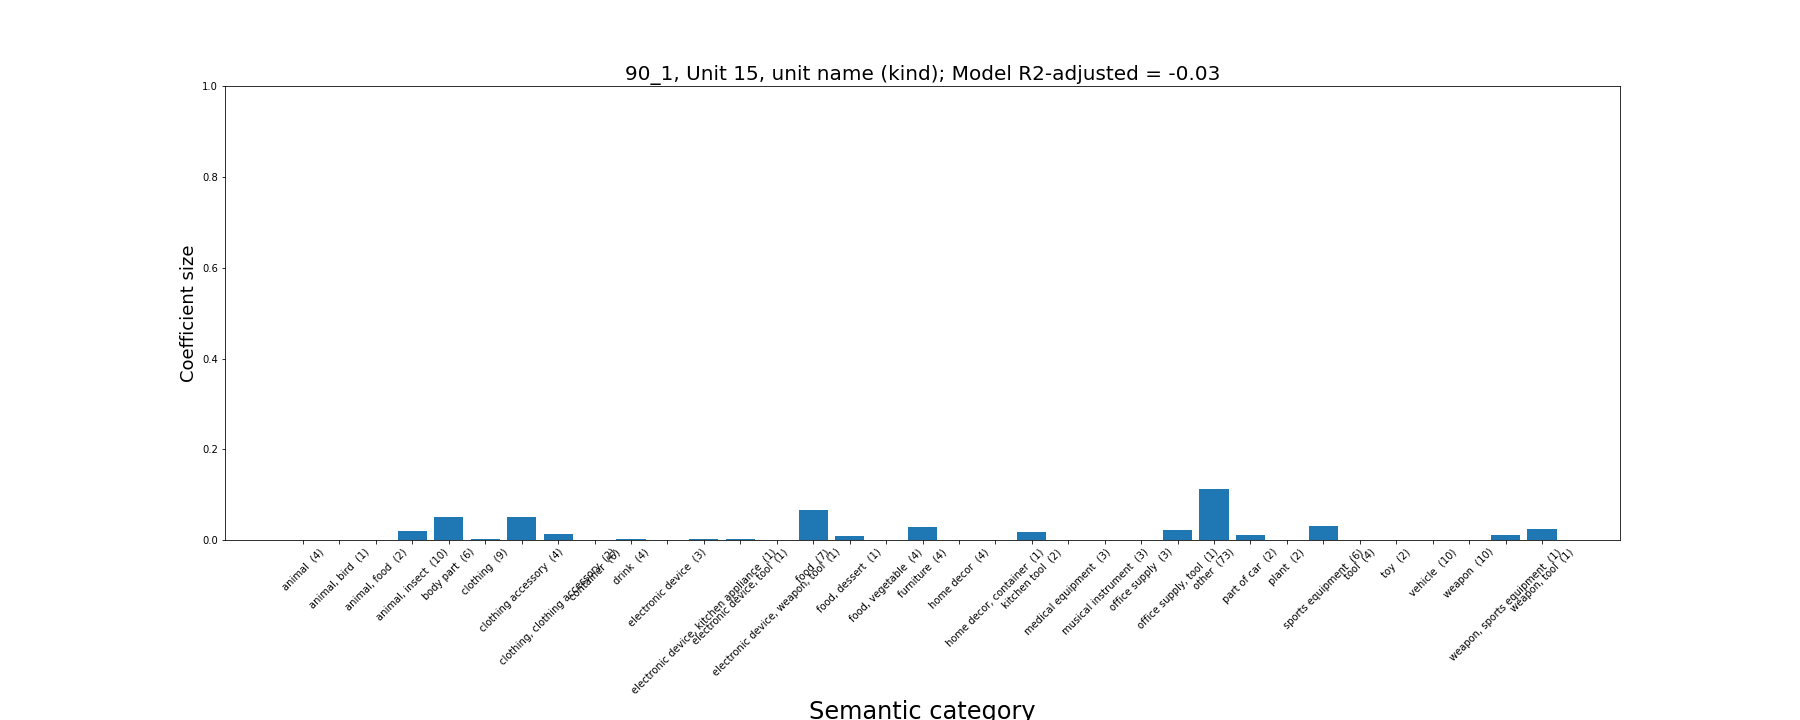 90_1, Unit 15, unit name (kind); Model R2-adjusted = -0.03
1.0
0.8
0.6
0.4
0.2
0.0
Coefficient size
animal (4)
animal, bird (1)
animal, food (2)
animal, insect (10)
body part (6)
clothing (9)
clothing accessory (4)
clothing, clothing accessory (2)
container (6)
drink (4)
electronic device (3)
electronic device, kitchen appliance (1)
electronic device, tool (1)
electronic device, weapon, tool (1)
food (7)
food, dessert (1)
food, vegetable (4)
furniture (4)
home decor (4)
home decor, container (1)
kitchen tool (2)
medical equipment (3)
musical instrument (3)
office supply (3)
office supply, tool (1)
other (73)
part of car (2)
plant (2)
sports equipment (6)
tool (4)
toy (2)
vehicle (10)
weapon (10)
weapon, sports equipment (1)
weapon, tool (1)
Semantic category